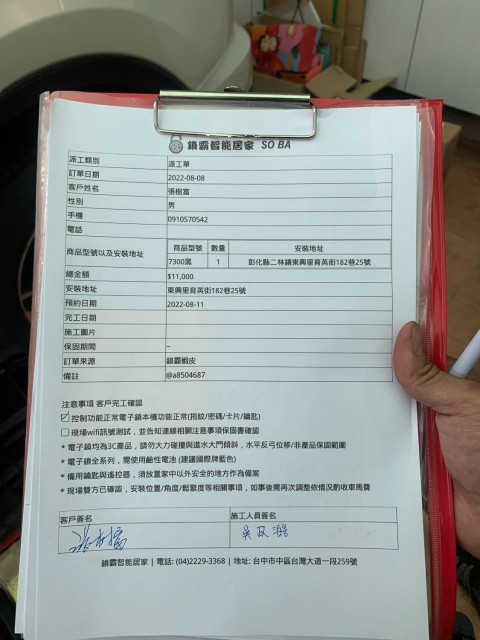 鎖霸智能居家 SO BA
派工類別 派工單
訂單日期 2022-08-08
客戶姓名 張樹富
性別 男
手機 0910570542
電話
商品型號以及安裝地址 商品型號 數量 安裝地址
7300黑 1 彰化縣二林鎮東興里育英街182巷25號
總金額 $11,000
安裝地址 東興里育英街182巷25號
預約日期 2022-08-11
完工日期
施工圖片
保固期間 –
訂單來源 鎖霸蝦皮
備註 @a8504687
注意事項 客戶完工確認
☑ 控制功能正常電子鎖本機功能正常(指紋/密碼/卡片/鑰匙)
☐ 現場wifi訊號測試，並告知連線相關注意事項保固書確認
* 電子鎖均為3C產品，請勿大力碰撞與進水大門傾斜，水平反弓位移/非產品保固範圍
* 電子鎖全系列，需使用鹼性電池 (建議國際牌藍色)
* 備用鑰匙與遙控器，須放置家中以外安全的地方作為備案
* 現場雙方已確認，安裝位置/角度/鬆緊度等相關事項，如事後需再次調整依情況酌收車馬費
客戶簽名 施工人員簽名
鎖霸智能居家 | 電話: (04)2229-3368 | 地址: 台中市中區台灣大道一段259號